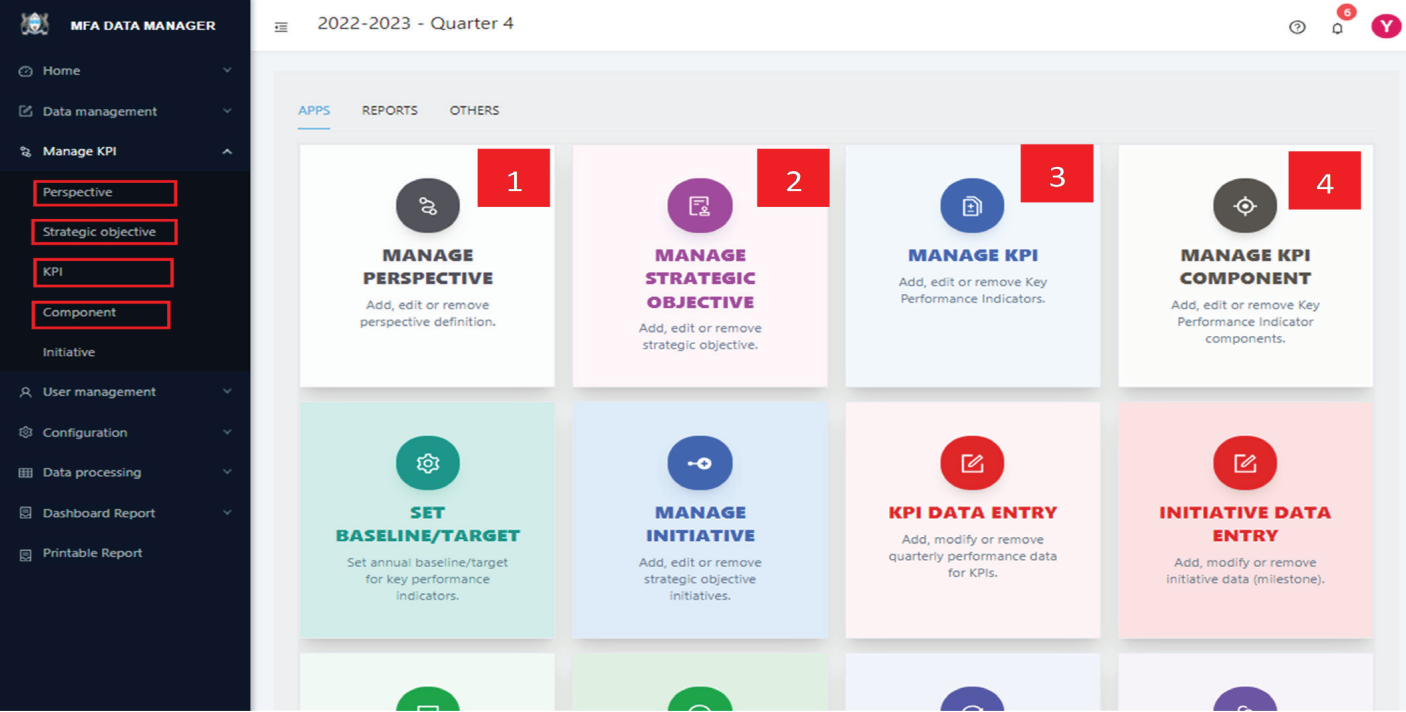 MFA DATA MANAGER
2022-2023 - Quarter 4
6
Y
Home
Data management
Manage KPI
Perspective
Strategic objective
KPI
Component
Initiative
User management
Configuration
Data processing
Dashboard Report
Printable Report
APPS
REPORTS
OTHERS
1
MANAGE
PERSPECTIVE
Add, edit or remove
perspective definition.
2
MANAGE
STRATEGIC
OBJECTIVE
Add, edit or remove
strategic objective.
3
MANAGE KPI
Add, edit or remove Key
Performance Indicators.
4
MANAGE KPI
COMPONENT
Add, edit or remove Key
Performance Indicator
components.
SET
BASELINE/TARGET
Set annual baseline/target
for key performance
indicators.
MANAGE
INITIATIVE
Add, edit or remove
strategic objective
initiatives.
KPI DATA ENTRY
Add, modify or remove
quarterly performance data
for KPIs.
INITIATIVE DATA
ENTRY
Add, modify or remove
initiative data (milestone).